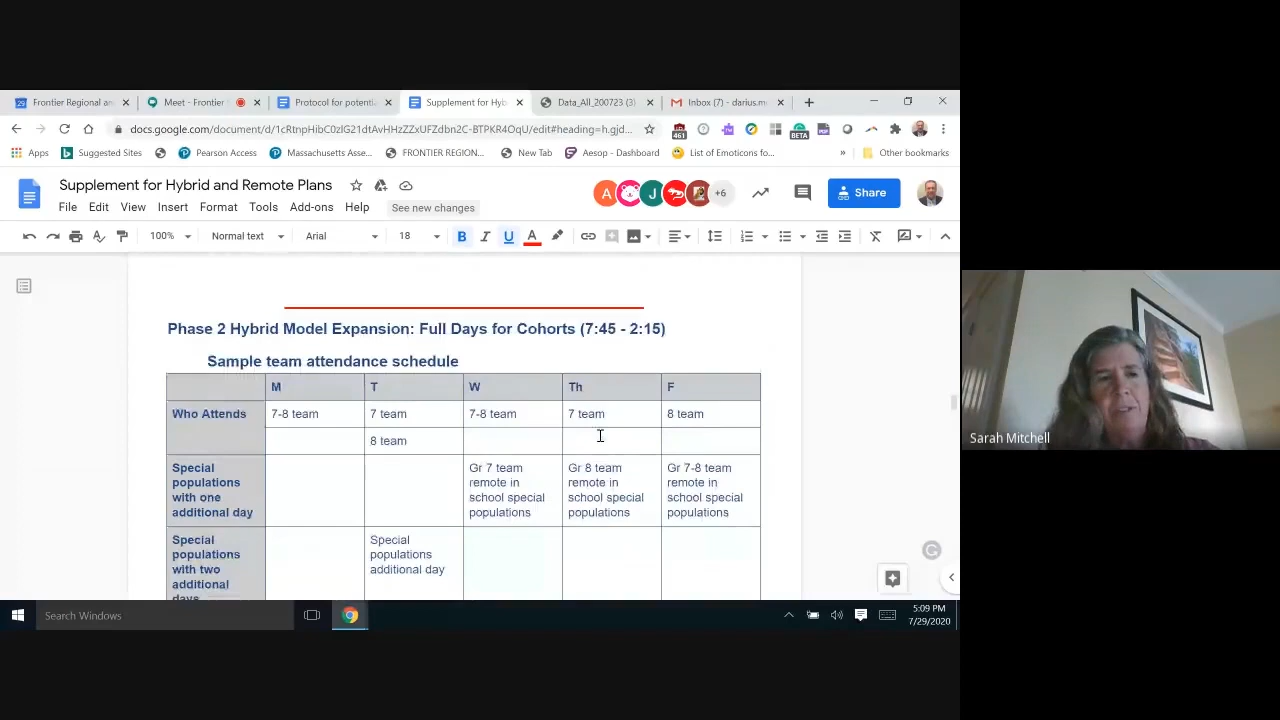 Frontier Regional an
Meet - Frontier
Protocol for potenti
Supplement for Hyb
Data_All_200723 (3)
Inbox (7) - darius.m
docs.google.com/document/d/1cRtnpHibC0zIG21dtAvHHzZZxUFZdbn2C-BTPKR4OqU/edit#heading=h.gjd...
461
BETA
Apps
Suggested Sites
Pearson Access
Massachusetts Asse...
FRONTIER REGION...
New Tab
Aesop - Dashboard
List of Emoticons fo...
»
Other bookmarks
Supplement for Hybrid and Remote Plans
A
J
+6
Share
File Edit View Insert Format Tools Add-ons Help See new changes
100% Normal text Arial 18 B I U A
Phase 2 Hybrid Model Expansion: Full Days for Cohorts (7:45 - 2:15)
Sample team attendance schedule
M T W Th F
Who Attends 7-8 team 7 team 7-8 team 7 team 8 team
8 team
Special populations with one additional day
Gr 7 team remote in school special populations
Gr 8 team remote in school special populations
Gr 7-8 team remote in school special populations
Special populations with two additional days
Special populations additional day
Sarah Mitchell
Search Windows
5:09 PM
7/29/2020